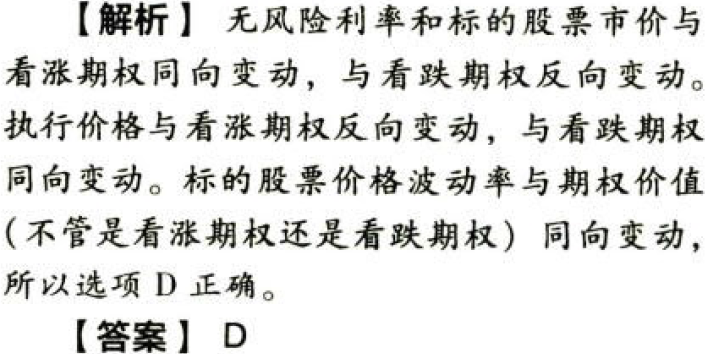 【解析】 无风险利率和标的股票市价与
看涨期权同向变动，与看跌期权反向变动。
执行价格与看涨期权反向变动，与看跌期权
同向变动。标的股票价格波动率与期权价值
（不管是看涨期权还是看跌期权）同向变动，
所以选项 D 正确。
【答案】 D